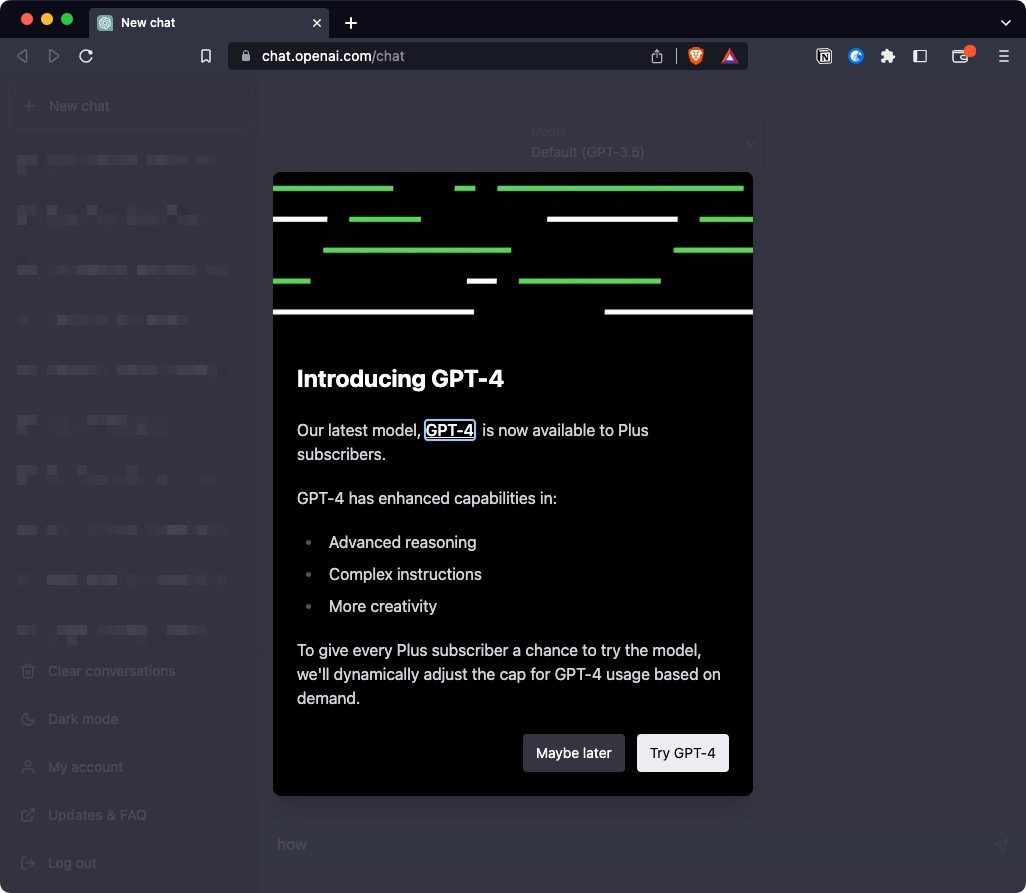 New chat
chat.openai.com/chat
New chat
Model
Default (GPT-3.5)
Introducing GPT-4
Our latest model, GPT-4 is now available to Plus
subscribers.
GPT-4 has enhanced capabilities in:
• Advanced reasoning
• Complex instructions
• More creativity
To give every Plus subscriber a chance to try the model,
we'll dynamically adjust the cap for GPT-4 usage based on
demand.
Maybe later
Try GPT-4
Clear conversations
Dark mode
My account
Updates & FAQ
Log out
how